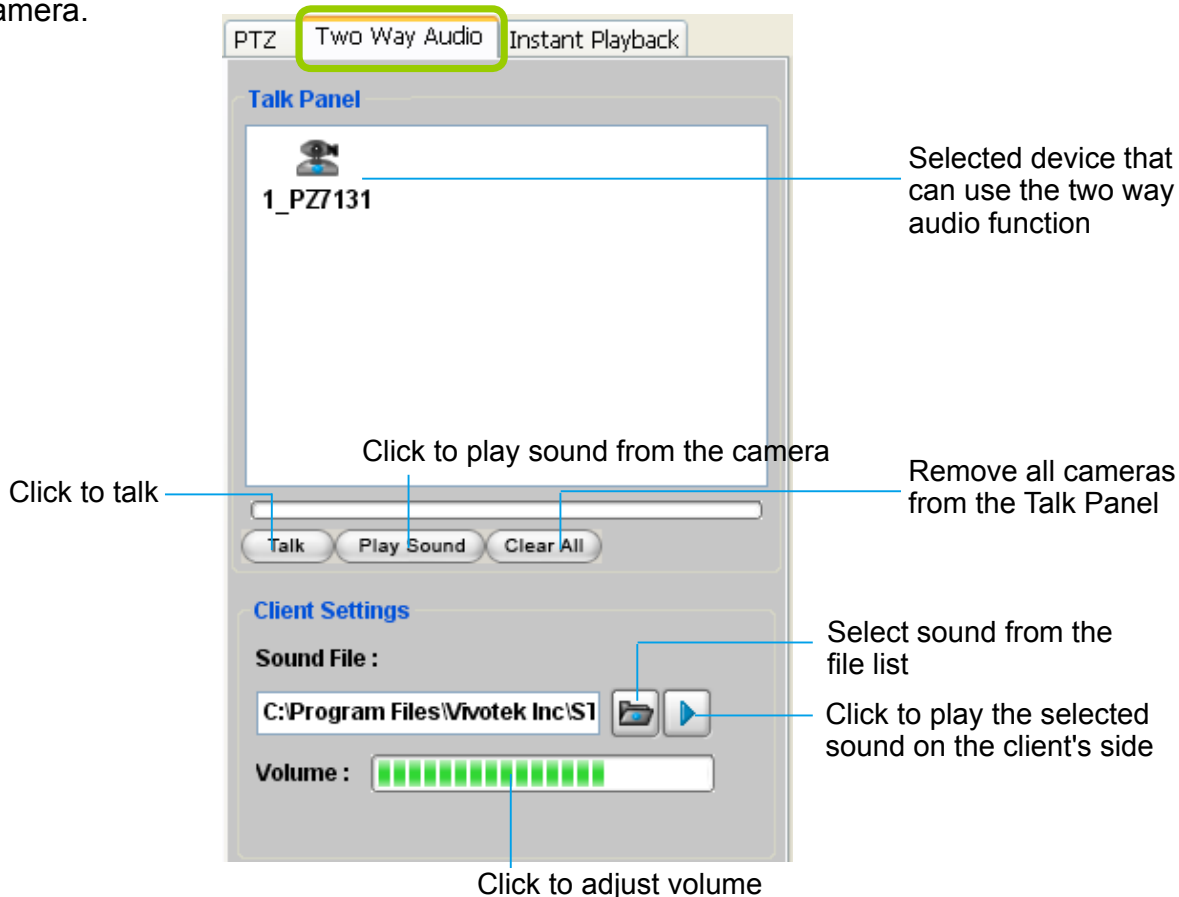 amera.
PTZ
Two Way Audio
Instant Playback
Talk Panel
1_PZ7131
Selected device that
can use the two way
audio function
Click to play sound from the camera
Click to talk
Remove all cameras
from the Talk Panel
Talk
Play Sound
Clear All
Client Settings
Sound File :
Select sound from the
file list
C:\Program Files\Vivotek Inc\ST
Click to play the selected
sound on the client's side
Volume :
Click to adjust volume